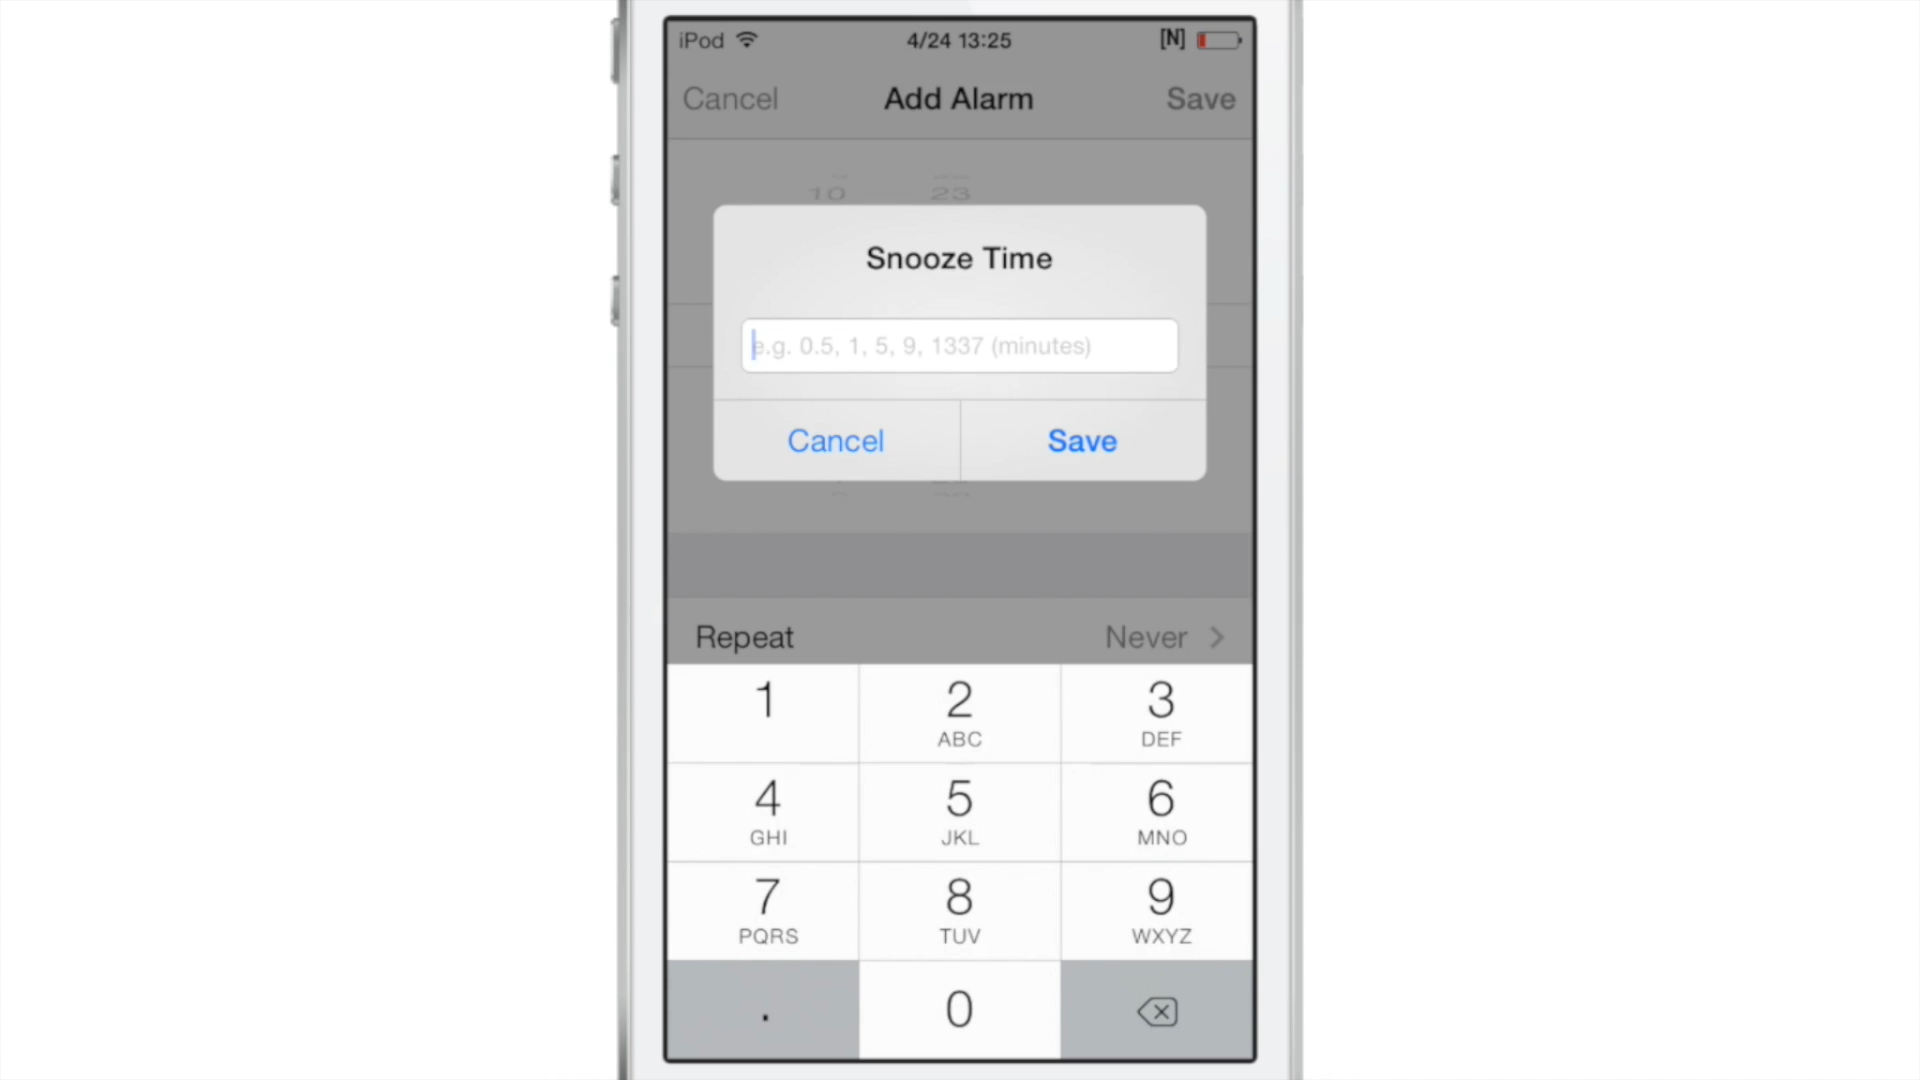 iPod 4/24 13:25 [N]
Cancel Add Alarm Save
10 23
Snooze Time
e.g. 0.5, 1, 5, 9, 1337 (minutes)
Cancel Save
Repeat Never
1 2 3
ABC DEF
4 5 6
GHI JKL MNO
7 8 9
PQRS TUV WXYZ
. 0